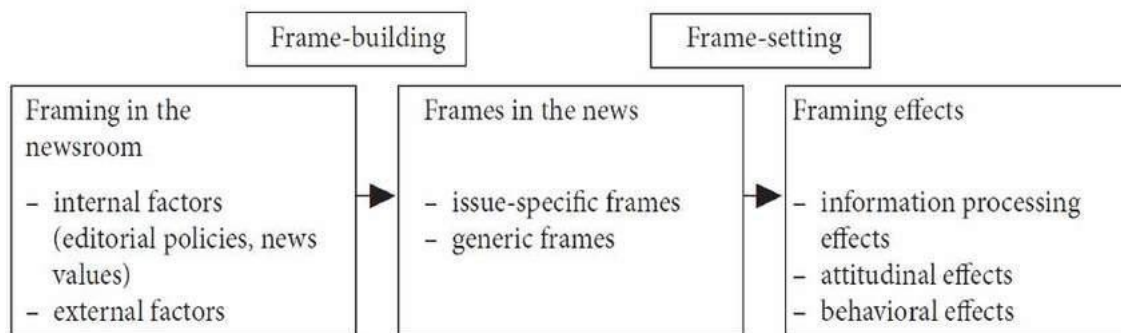 Frame-building
Frame-setting
Framing in the
newsroom
– internal factors
(editorial policies, news
values)
– external factors
Frames in the news
– issue-specific frames
– generic frames
Framing effects
– information processing
effects
– attitudinal effects
– behavioral effects